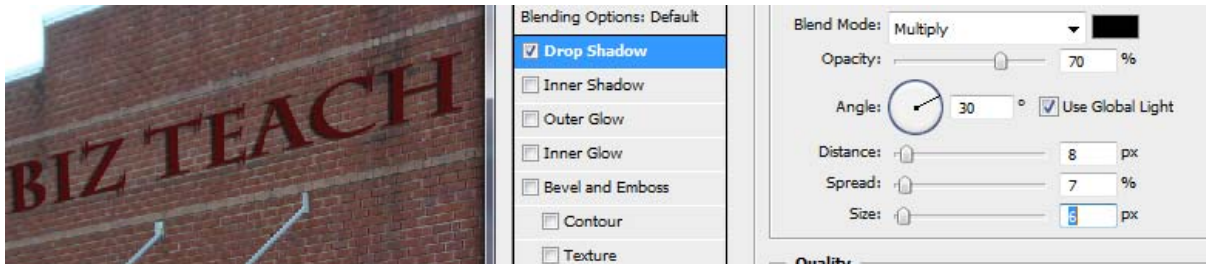 BIZ TEACH
Blending Options: Default
Drop Shadow
Inner Shadow
Outer Glow
Inner Glow
Bevel and Emboss
Contour
Texture
Blend Mode: Multiply
Opacity: 70 %
Angle: 30 ° Use Global Light
Distance: 8 px
Spread: 7 %
Size: 6 px
Quality